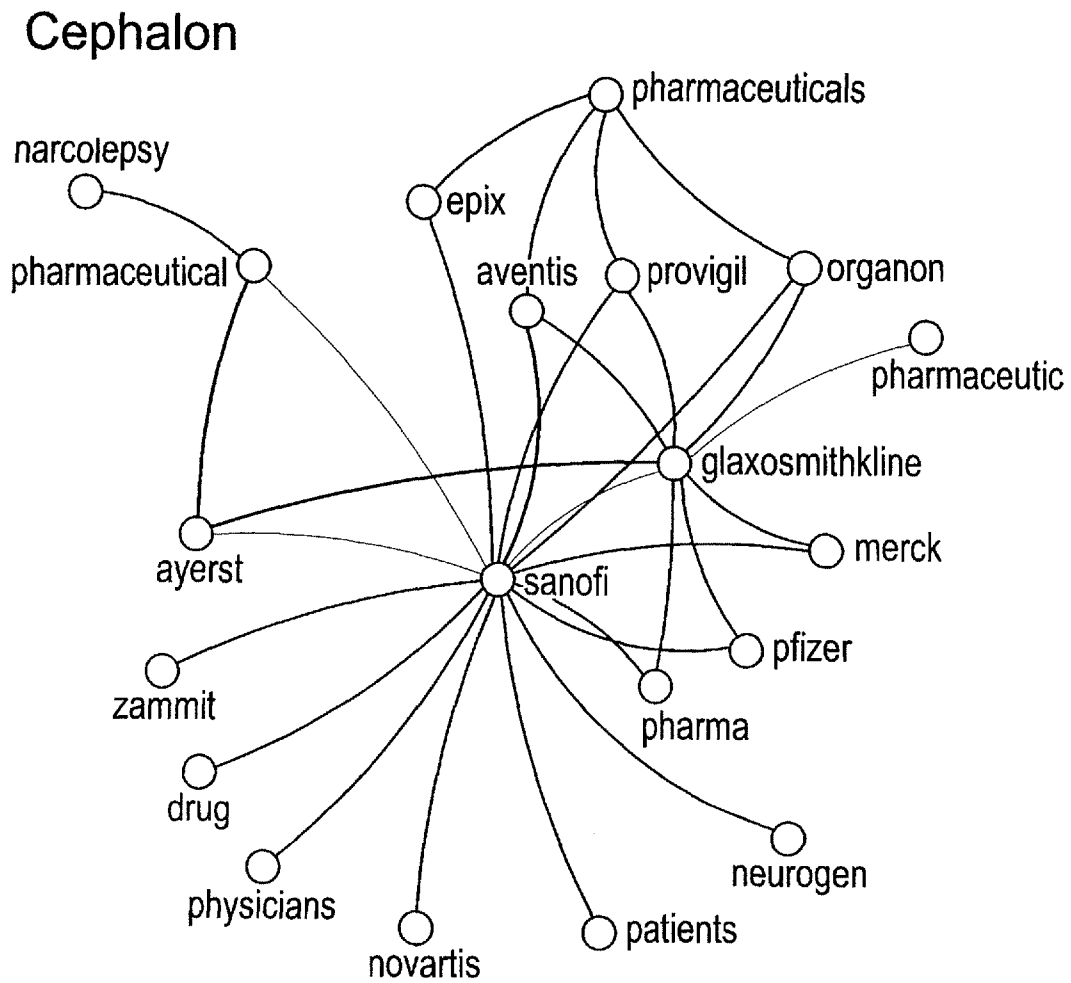 Cephalon
pharmaceuticals
narcolepsy
epix
pharmaceutical
aventis
provigil
organon
pharmaceutic
glaxosmithkline
merck
ayerst
sanofi
pfizer
zammit
pharma
drug
neurogen
physicians
patients
novartis